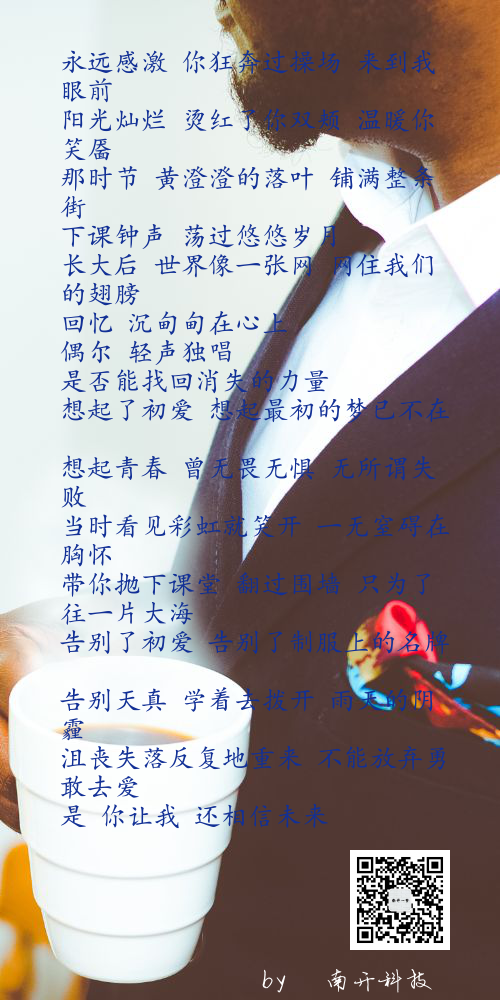 永远感激 你狂奔过操场 来到我
眼前
阳光灿烂 烫红了你双颊 温暖你
笑靥
那时节 黄澄澄的落叶 铺满整条
街
下课钟声 荡过悠悠岁月
长大后 世界像一张网 网住我们
的翅膀
回忆 沉甸甸在心上
偶尔 轻声独唱
是否能找回消失的力量
想起了初爱 想起最初的梦已不在
想起青春 曾无畏无惧 无所谓失
败
当时看见彩虹就笑开 一无窒碍在
胸怀
带你抛下课堂 翻过围墙 只为了
往一片大海
告别了初爱 告别了制服上的名牌
告别天真 学着去拨开 雨天的阴
霾
沮丧失落反复地重来 不能放弃勇
敢去爱
是 你让我 还相信未来
by 南开科技